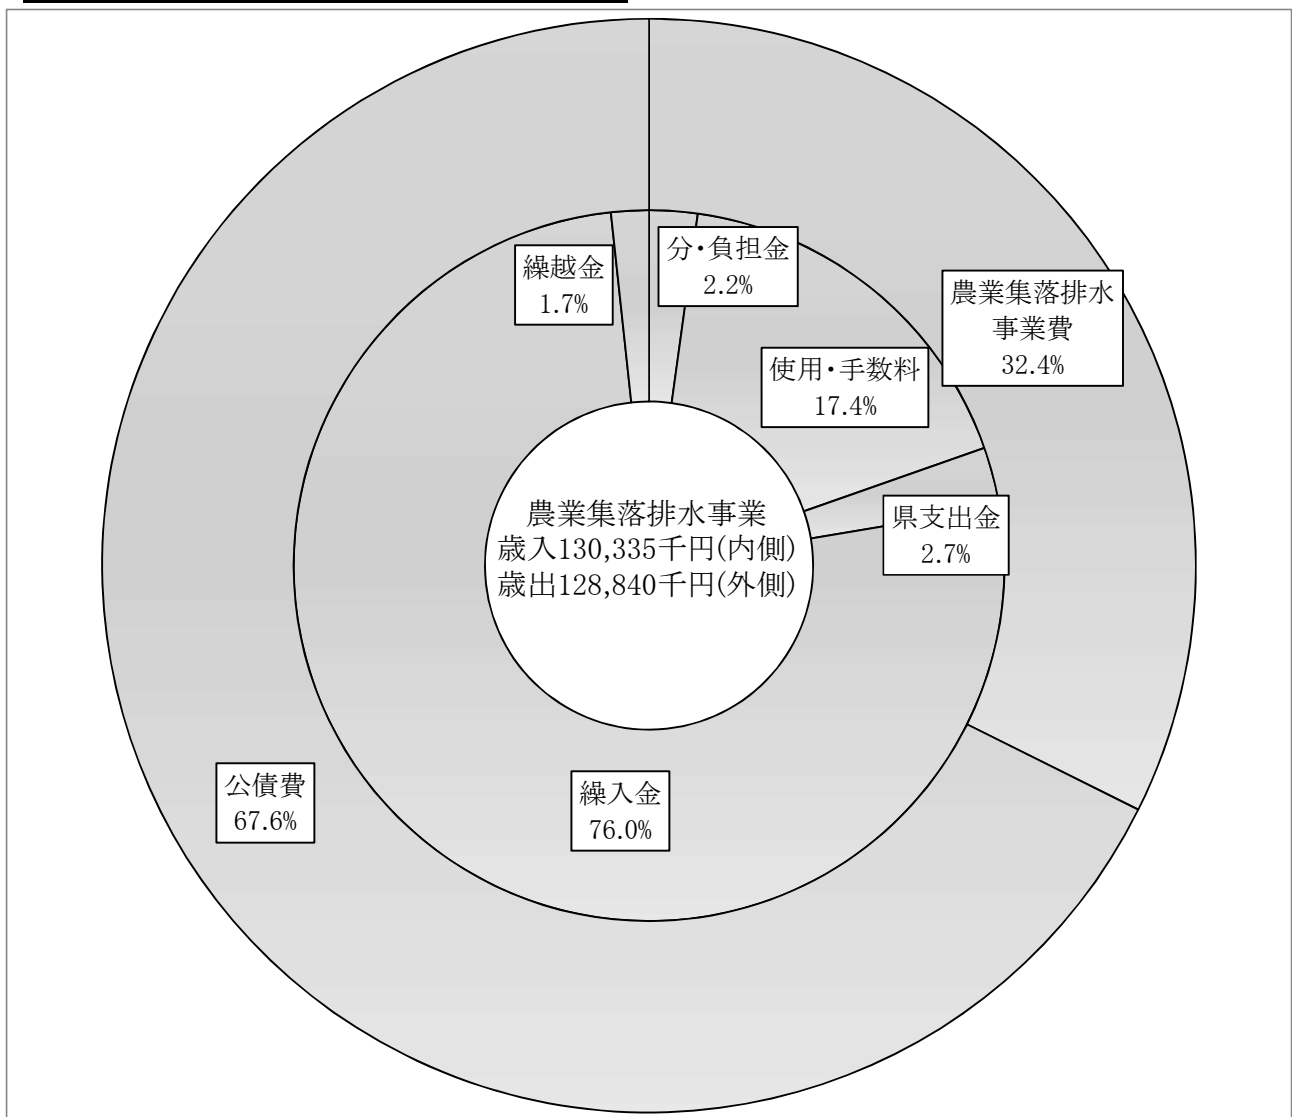 繰越金
1.7%
分・負担金
2.2%
農業集落排水
事業費
32.4%
使用・手数料
17.4%
県支出金
2.7%
農業集落排水事業
歳入130,335千円(内側)
歳出128,840千円(外側)
公債費
67.6%
繰入金
76.0%